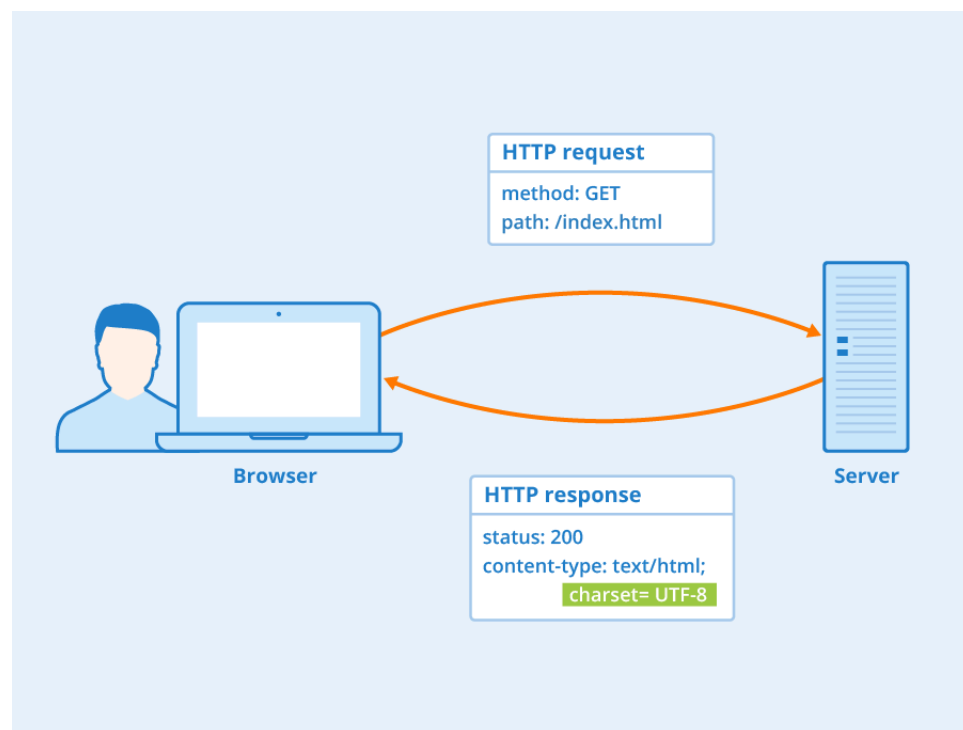 HTTP request
method: GET
path: /index.html
Browser
Server
HTTP response
status: 200
content-type: text/html;
charset= UTF-8